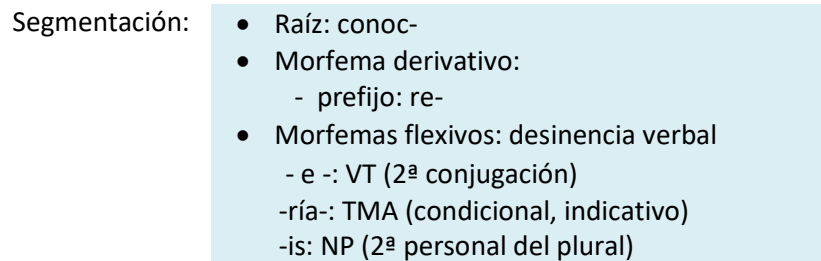 Segmentación: • Raíz: conoc-
• Morfema derivativo:
- prefijo: re-
• Morfemas flexivos: desinencia verbal
- e -: VT (2ª conjugación)
-ría-: TMA (condicional, indicativo)
-is: NP (2ª personal del plural)